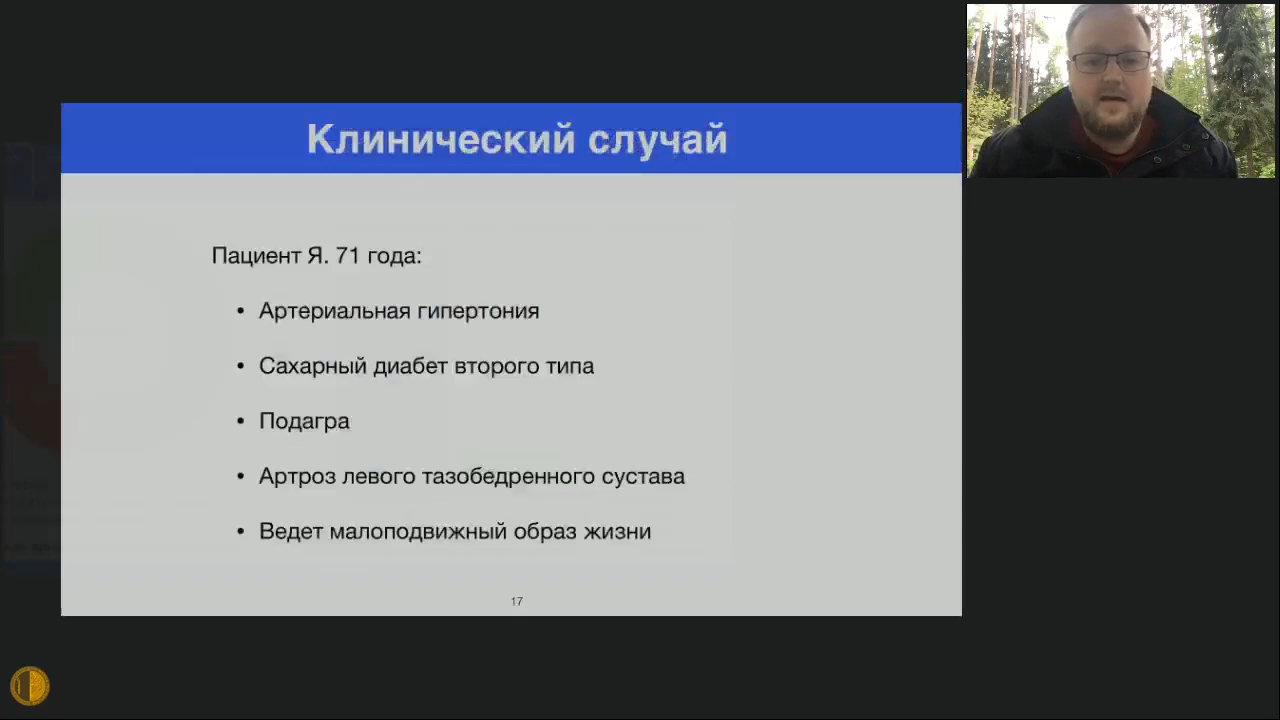 Клинический случай
Пациент Я. 71 года:
• Артериальная гипертония
• Сахарный диабет второго типа
• Подагра
• Артроз левого тазобедренного сустава
• Ведет малоподвижный образ жизни
17